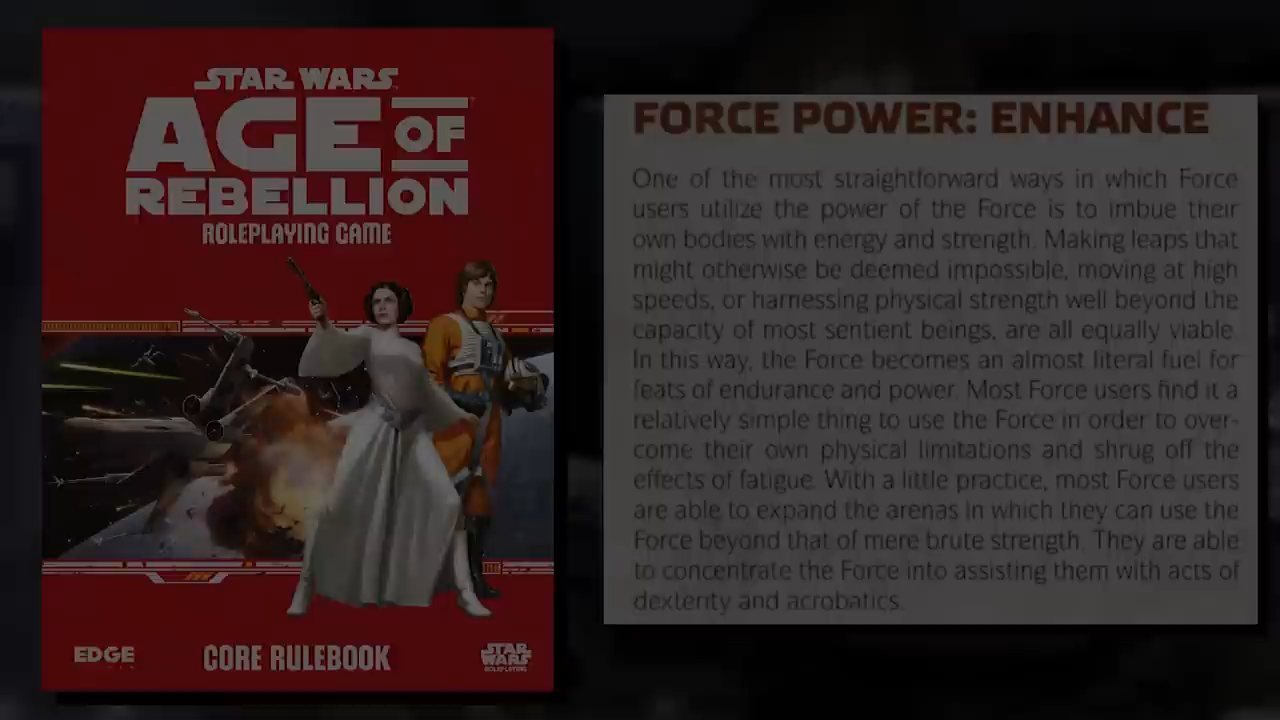 STAR WARS
AGE OF
REBELLION
ROLEPLAYING GAME
EDGE
CORE RULEBOOK
STAR
WARS
ROLEPLAYING
FORCE POWER: ENHANCE
One of the most straightforward ways in which Force
users utilize the power of the Force is to imbue their
own bodies with energy and strength. Making leaps that
might otherwise be deemed impossible, moving at high
speeds, or harnessing physical strength well beyond the
capacity of most sentient beings, are all equally viable.
In this way, the Force becomes an almost literal fuel for
feats of endurance and power. Most Force users find it a
relatively simple thing to use the Force in order to over-
come their own physical limitations and shrug off the
effects of fatigue. With a little practice, most Force users
are able to expand the arenas in which they can use the
Force beyond that of mere brute strength. They are able
to concentrate the Force into assisting them with acts of
dexterity and acrobatics.